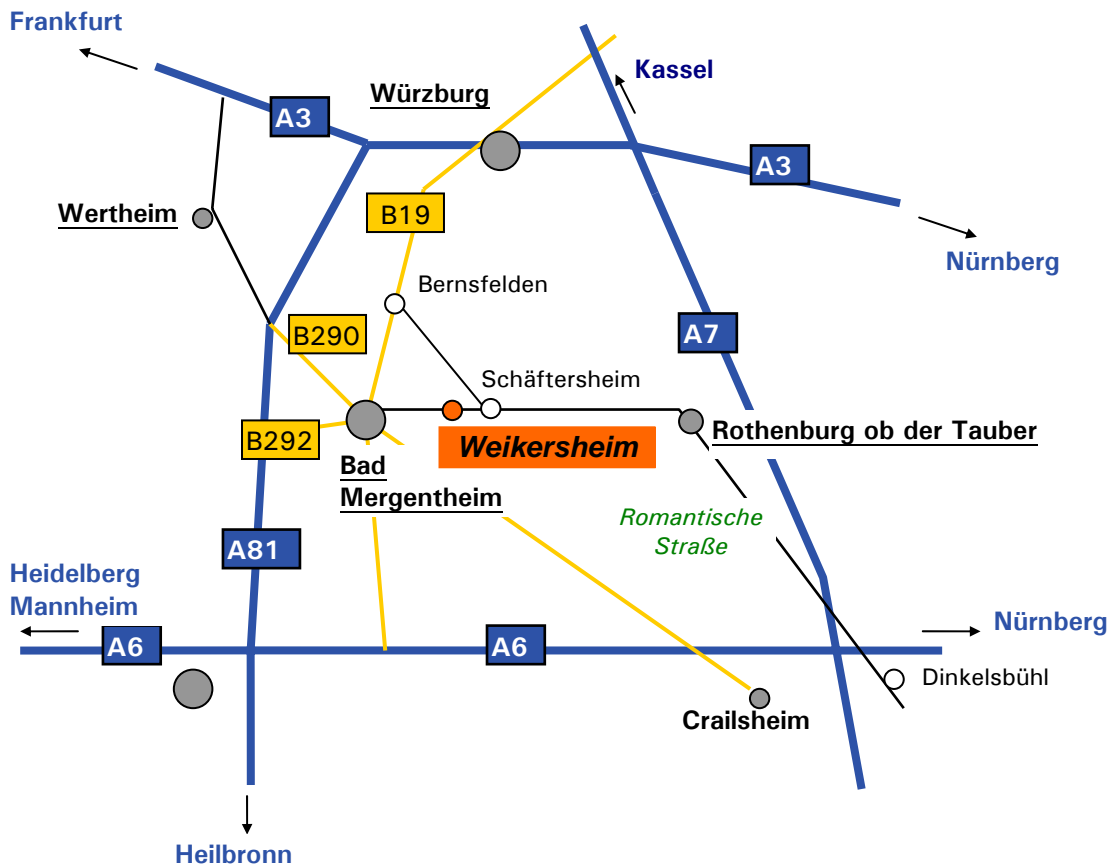 Frankfurt
Kassel
Würzburg
A3
A3
Wertheim
B19
Nürnberg
Bernsfelden
B290
A7
Schäftersheim
B292
Weikersheim
Rothenburg ob der Tauber
Bad
Mergentheim
Romantische
Straße
A81
Heidelberg
Mannheim
Nürnberg
A6
A6
Dinkelsbühl
Crailsheim
Heilbronn